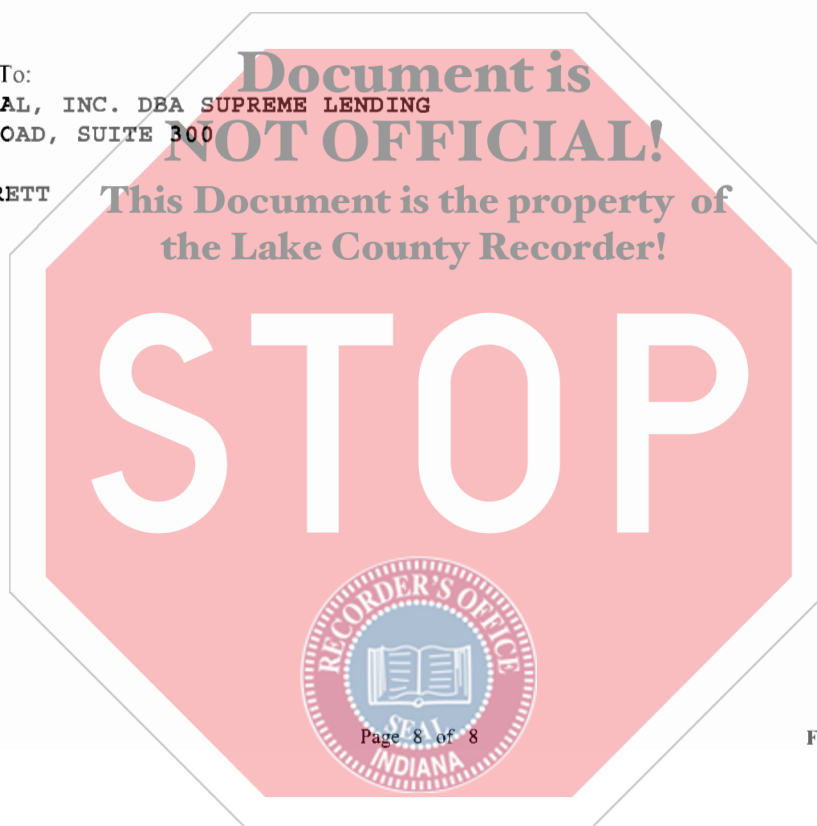 To:
Document is
AL, INC. DBA SUPREME LENDING
OAD, SUITE 300
NOT OFFICIAL!
RETT
This Document is the property of
the Lake County Recorder!
STOP
RECORDER'S OFFICE
SEAL
Page 8 of 8
INDIANA
F